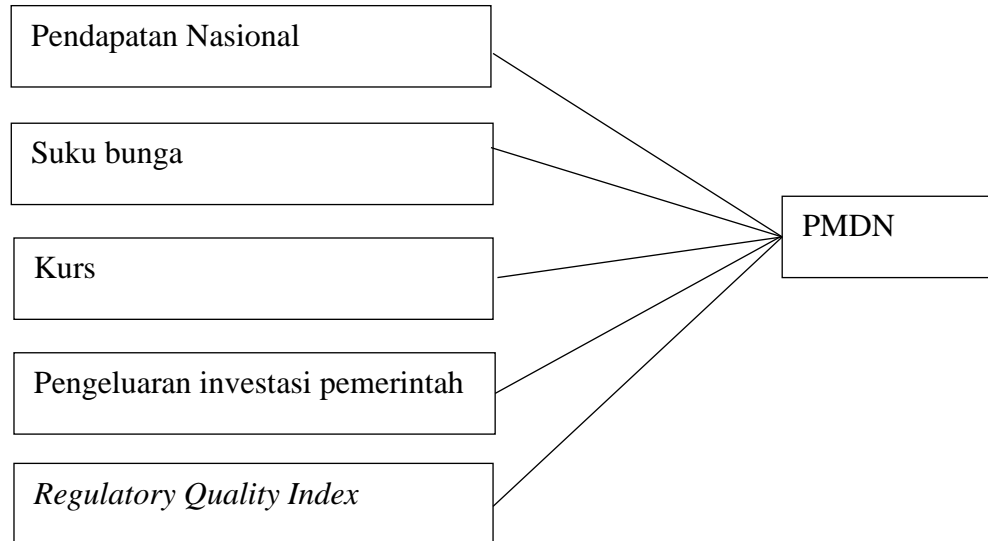 Pendapatan Nasional
Suku bunga
PMDN
Kurs
Pengeluaran investasi pemerintah
Regulatory Quality Index